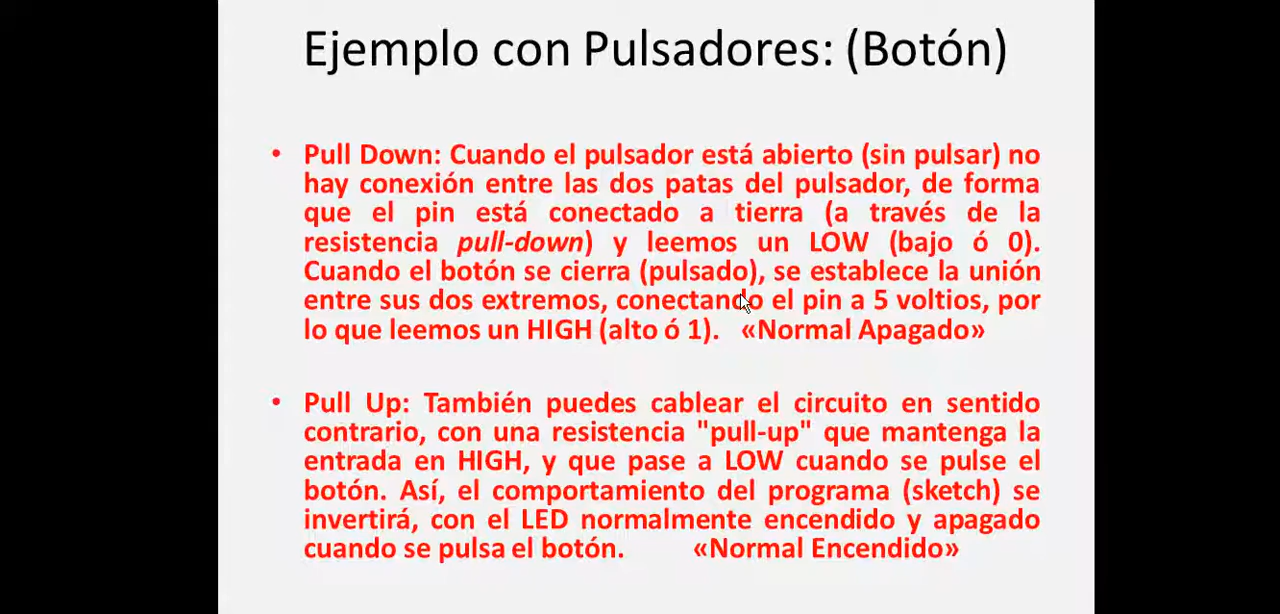 Ejemplo con Pulsadores: (Botón)
• Pull Down: Cuando el pulsador está abierto (sin pulsar) no
hay conexión entre las dos patas del pulsador, de forma
que el pin está conectado a tierra (a través de la
resistencia pull-down) y leemos un LOW (bajo ó 0).
Cuando el botón se cierra (pulsado), se establece la unión
entre sus dos extremos, conectando el pin a 5 voltios, por
lo que leemos un HIGH (alto ó 1). «Normal Apagado»
• Pull Up: También puedes cablear el circuito en sentido
contrario, con una resistencia "pull-up" que mantenga la
entrada en HIGH, y que pase a LOW cuando se pulse el
botón. Así, el comportamiento del programa (sketch) se
invertirá, con el LED normalmente encendido y apagado
cuando se pulsa el botón. «Normal Encendido»